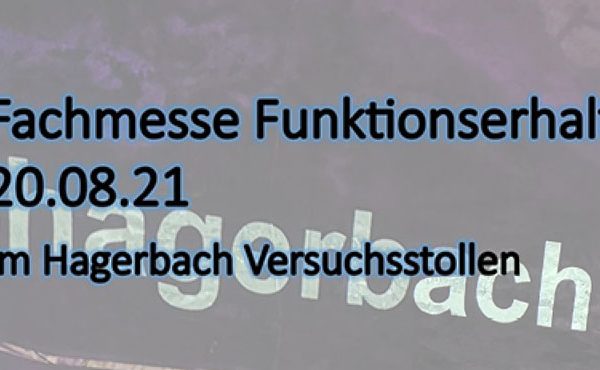 Fachmesse Funktionserhalt
20.08.21
m Hagerbach Versuchsstollen
hagerbach